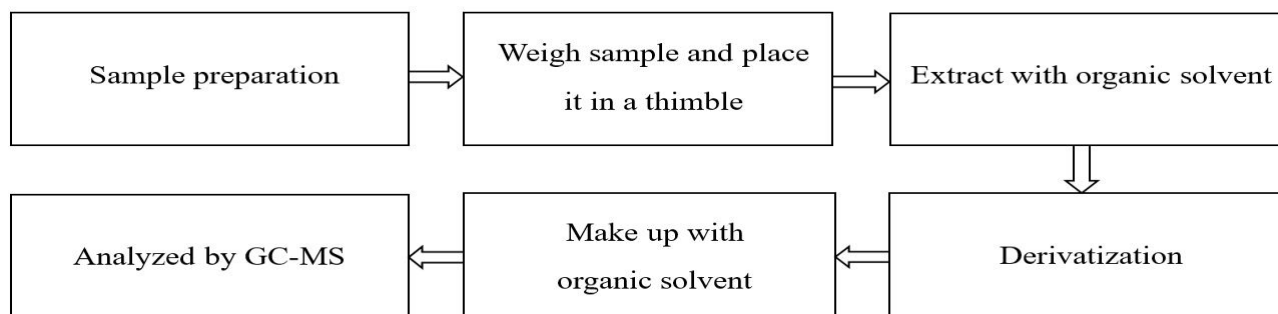 Sample preparation
Weigh sample and place
it in a thimble
Extract with organic solvent
Derivatization
Make up with
organic solvent
Analyzed by GC-MS